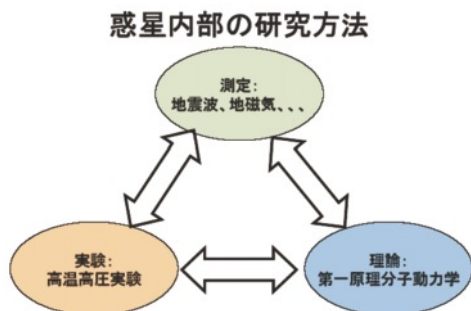 惑星内部の研究方法
測定:
地震波、地磁気、、、
実験:
高温高圧実験
理論:
第一原理分子動力学